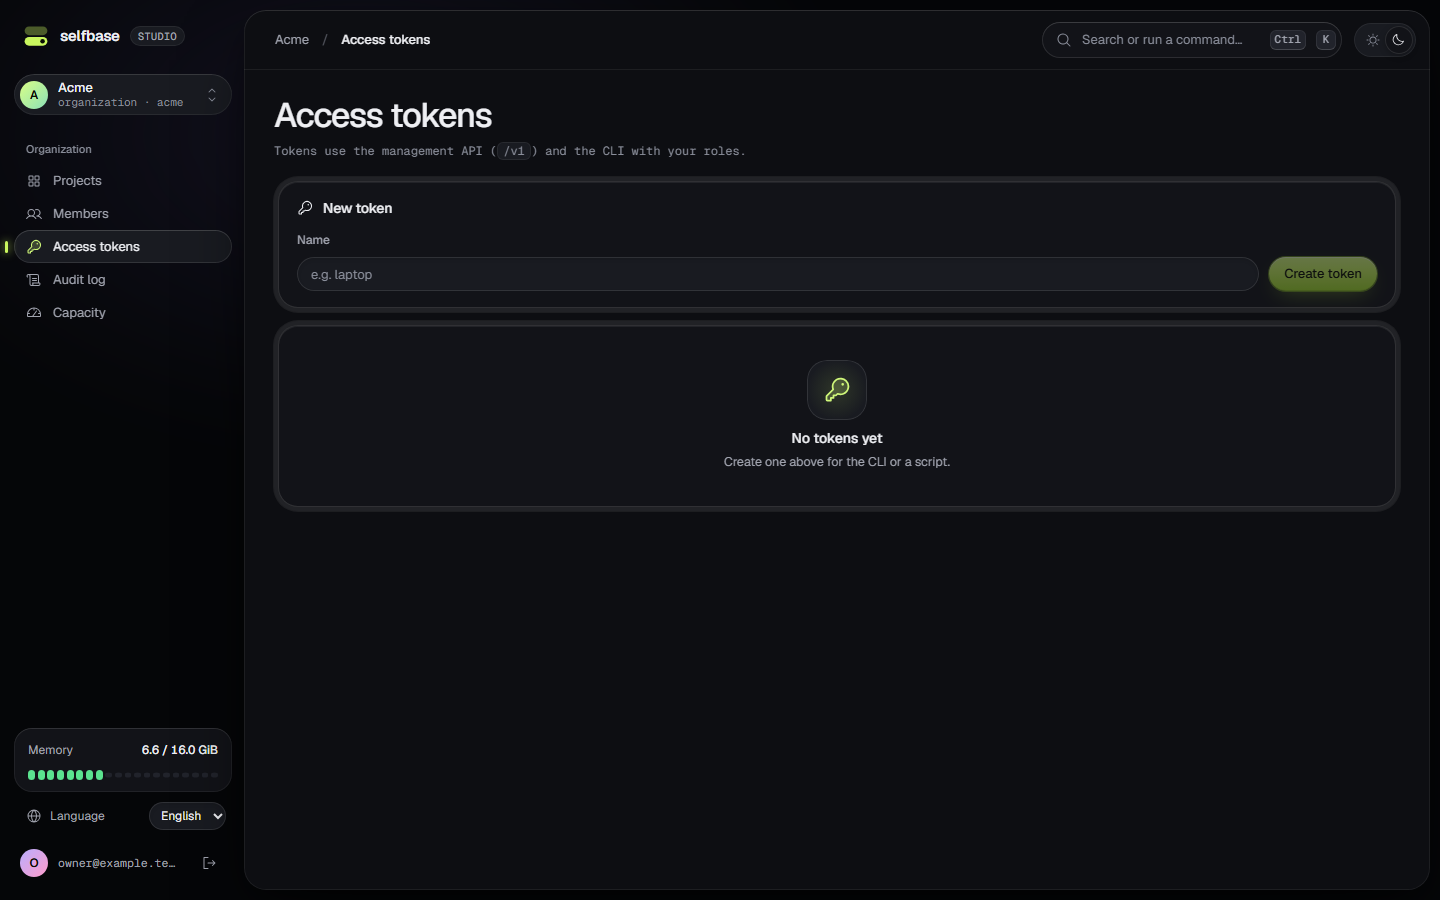 selfbase STUDIO
A
Acme
organization · acme
Organization
Projects
Members
Access tokens
Audit log
Capacity
Memory 6.6 / 16.0 GiB
Language English
O owner@example.te…
Acme / Access tokens
Search or run a command… Ctrl K
Access tokens
Tokens use the management API (/v1) and the CLI with your roles.
New token
Name
e.g. laptop
Create token
No tokens yet
Create one above for the CLI or a script.